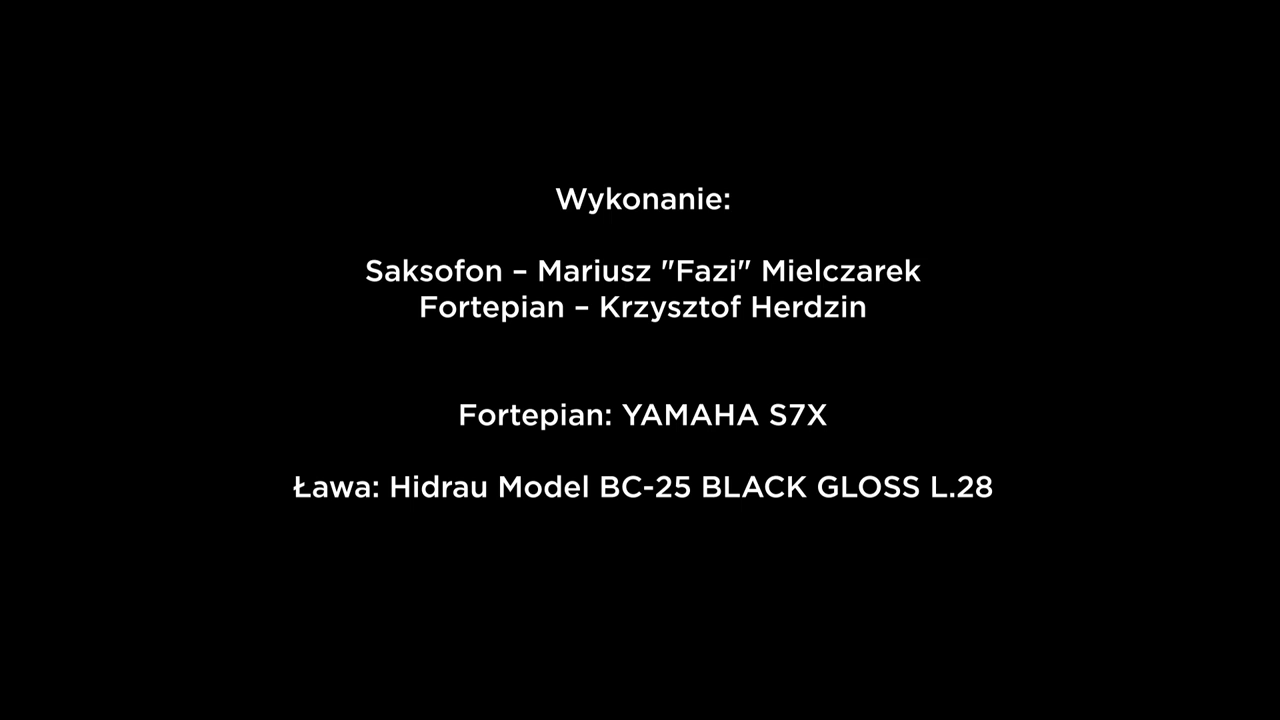 Wykonanie:
Saksofon – Mariusz "Fazi" Mielczarek
Fortepian – Krzysztof Herdzin
Fortepian: YAMAHA S7X
Ława: Hidrau Model BC-25 BLACK GLOSS L.28